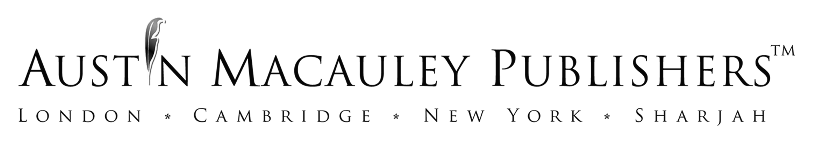 AUSTIN MACAULEY PUBLISHERS™
LONDON * CAMBRIDGE * NEW YORK * SHARJAH